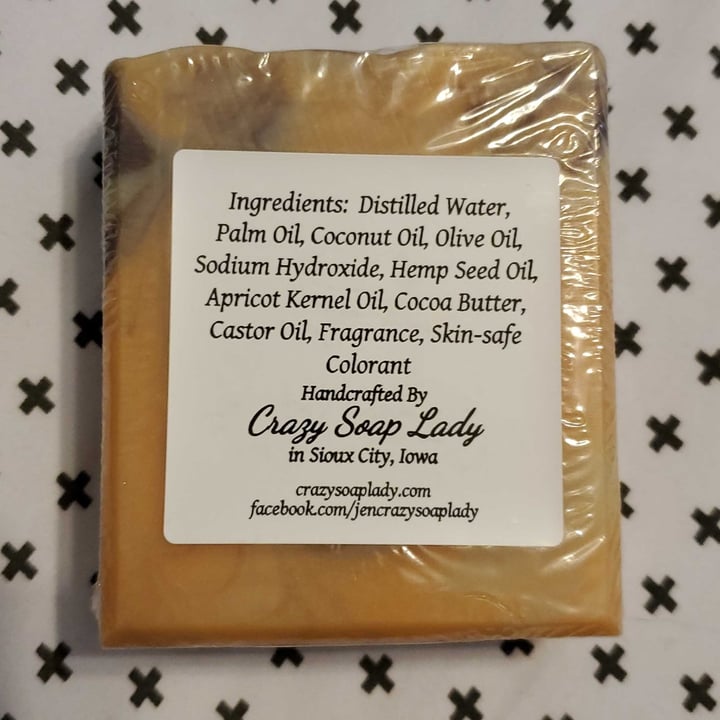 Ingredients: Distilled Water,
Palm Oil, Coconut Oil, Olive Oil,
Sodium Hydroxide, Hemp Seed Oil,
Apricot Kernel Oil, Cocoa Butter,
Castor Oil, Fragrance, Skin-safe
Colorant
Handcrafted By
Crazy Soap Lady
in Sioux City, Iowa
crazysoaplady.com
facebook.com/jencrazysoaplady